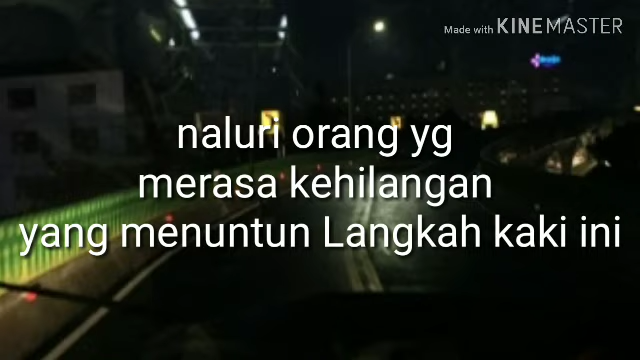 Made with KINEMASTER
naluri orang yg
merasa kehilangan
yang menuntun Langkah kaki ini